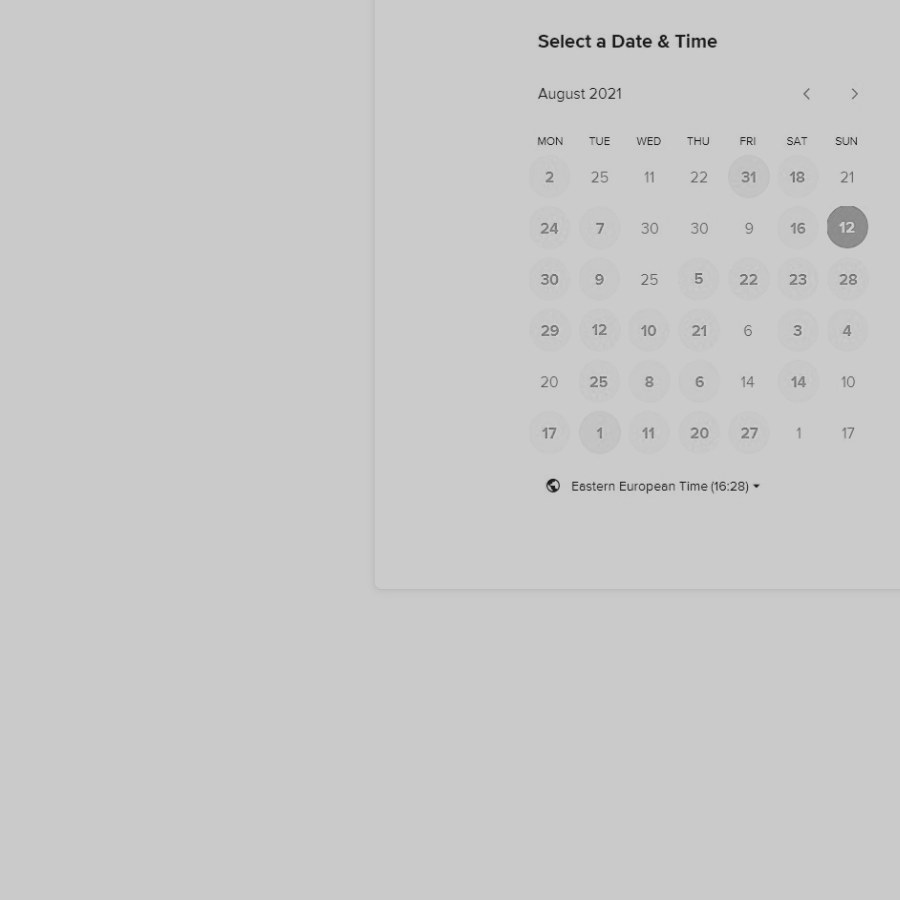 Select a Date & Time
August 2021
MON TUE WED THU FRI SAT SUN
2 25 11 22 31 18 21
24 7 30 30 9 16 12
30 9 25 5 22 23 28
29 12 10 21 6 3 4
20 25 8 6 14 14 10
17 1 11 20 27 1 17
Eastern European Time (16:28)